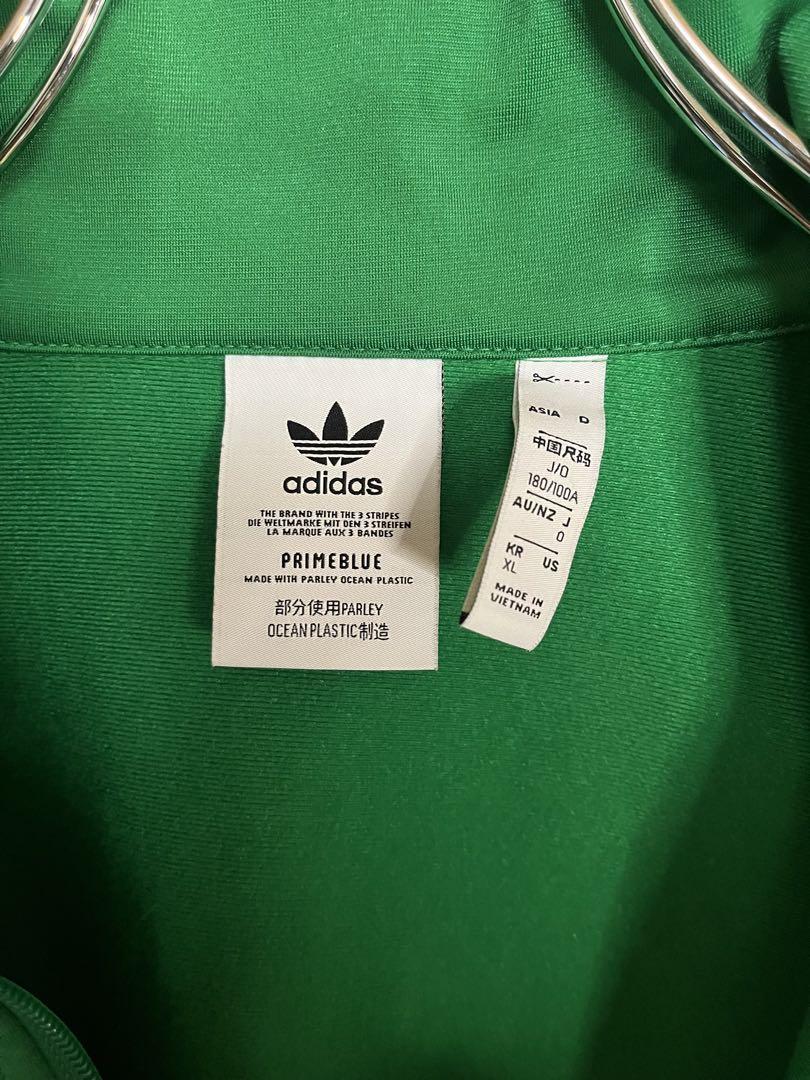 adidas
THE BRAND WITH THE 3 STRIPES
DIE WELTMARKE MIT DEN 3 STREIFEN
LA MARQUE AUX 3 BANDES
PRIMEBLUE
MADE WITH PARLEY OCEAN PLASTIC
部分使用PARLEY
OCEAN PLASTIC制造
ASIA D
中国尺码
J/O
180/100A
AU/NZ J
O
KR US
XL
MADE IN
VIETNAM